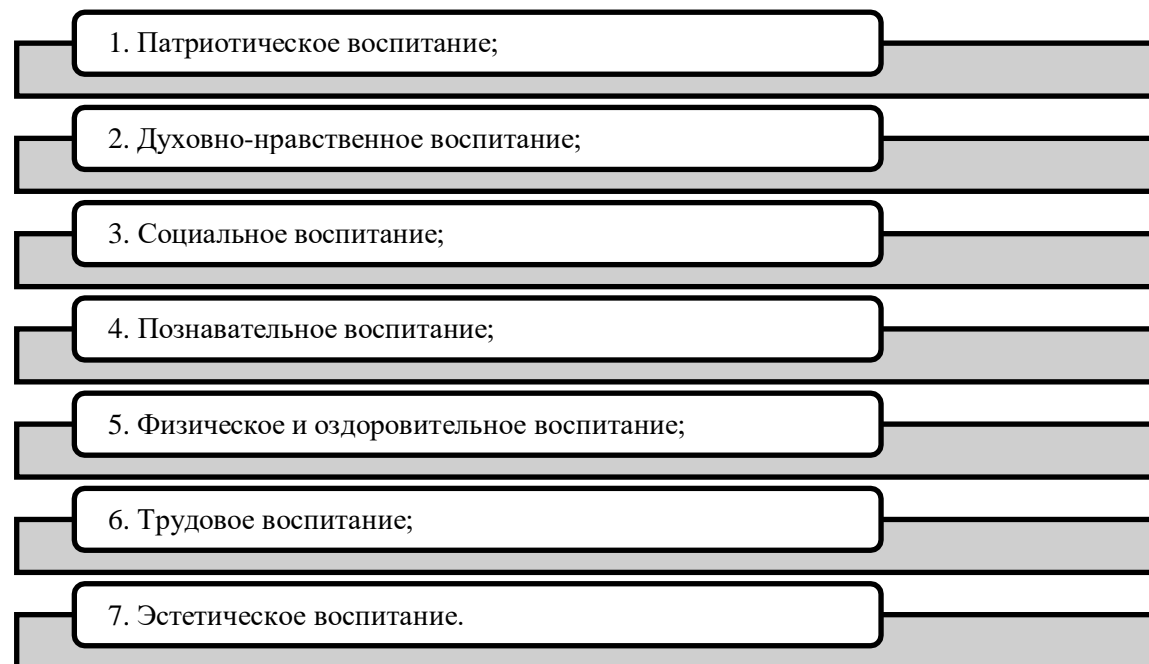 1. Патриотическое воспитание;
2. Духовно-нравственное воспитание;
3. Социальное воспитание;
4. Познавательное воспитание;
5. Физическое и оздоровительное воспитание;
6. Трудовое воспитание;
7. Эстетическое воспитание.